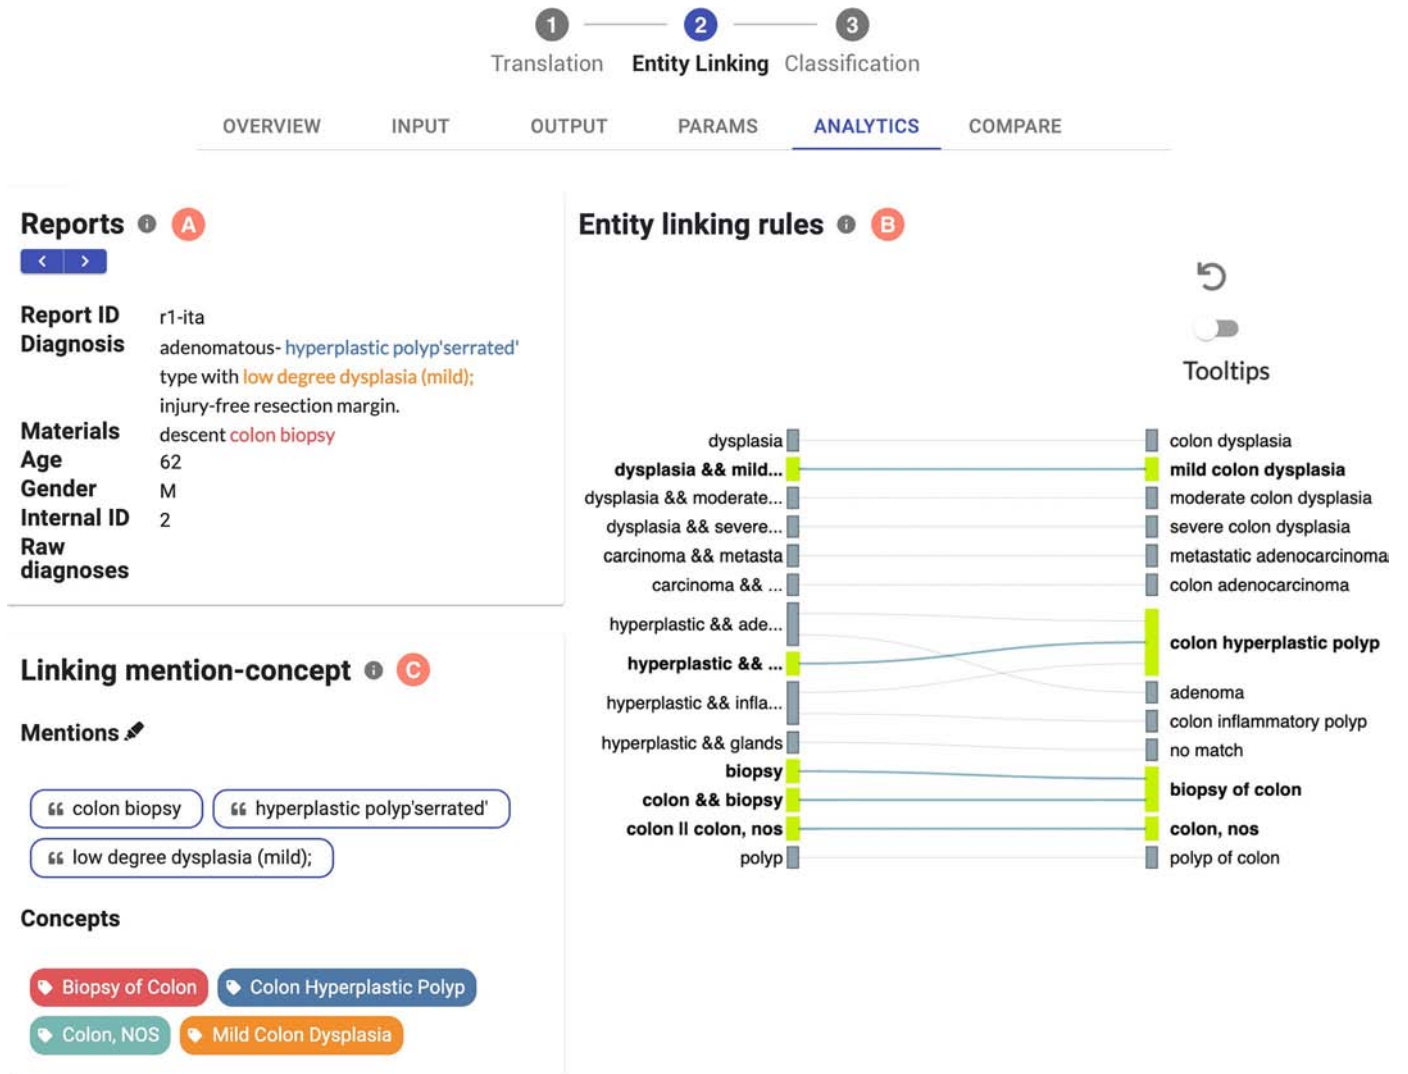 1 2 3
Translation Entity Linking Classification
OVERVIEW INPUT OUTPUT PARAMS ANALYTICS COMPARE
Reports i A
< >
Report ID r1-ita
Diagnosis adenomatous- hyperplastic polyp'serrated'
type with low degree dysplasia (mild);
injury-free resection margin.
Materials descent colon biopsy
Age 62
Gender M
Internal ID 2
Raw
diagnoses
Linking mention-concept i C
Mentions
“ colon biopsy “ hyperplastic polyp'serrated'
“ low degree dysplasia (mild);
Concepts
Biopsy of Colon Colon Hyperplastic Polyp
Colon, NOS Mild Colon Dysplasia
Entity linking rules i B
Tooltips
dysplasia
dysplasia && mild...
dysplasia && moderate...
dysplasia && severe...
carcinoma && metasta
carcinoma && ...
hyperplastic && ade...
hyperplastic && ...
hyperplastic && infla...
hyperplastic && glands
biopsy
colon && biopsy
colon || colon, nos
polyp
colon dysplasia
mild colon dysplasia
moderate colon dysplasia
severe colon dysplasia
metastatic adenocarcinoma
colon adenocarcinoma
colon hyperplastic polyp
adenoma
colon inflammatory polyp
no match
biopsy of colon
colon, nos
polyp of colon